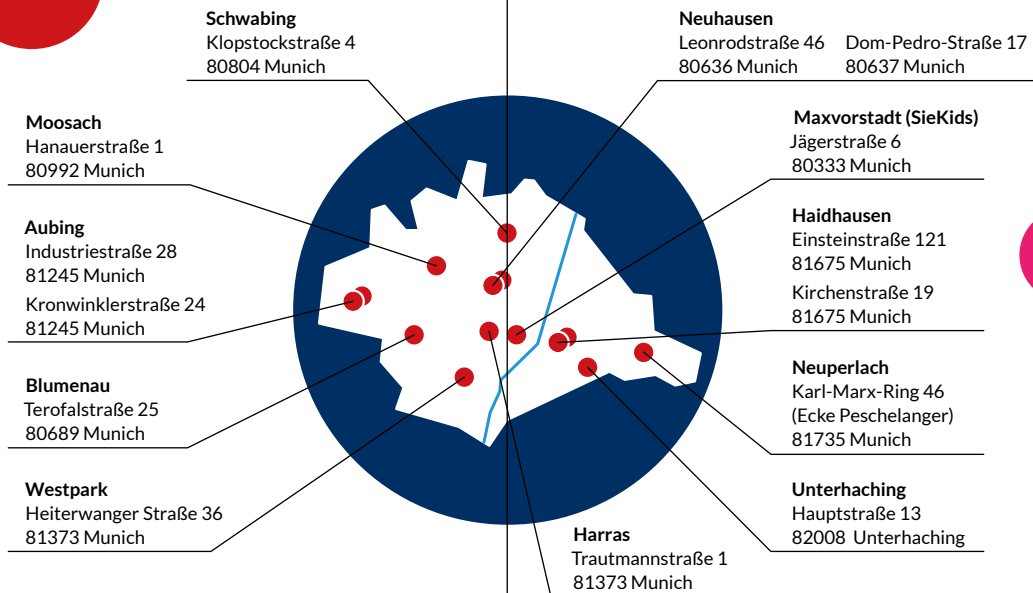 Schwabing
Klopstockstraße 4
80804 Munich
Neuhausen
Leonrodstraße 46 Dom-Pedro-Straße 17
80636 Munich 80637 Munich
Moosach
Hanauerstraße 1
80992 Munich
Aubing
Industriestraße 28
81245 Munich
Kronwinklerstraße 24
81245 Munich
Blumenau
Terofalstraße 25
80689 Munich
Westpark
Heiterwanger Straße 36
81373 Munich
Maxvorstadt (SieKids)
Jägerstraße 6
80333 Munich
Haidhausen
Einsteinstraße 121
81675 Munich
Kirchenstraße 19
81675 Munich
Neuperlach
Karl-Marx-Ring 46
(Ecke Peschelanger)
81735 Munich
Unterhaching
Hauptstraße 13
82008 Unterhaching
Harras
Trautmannstraße 1
81373 Munich